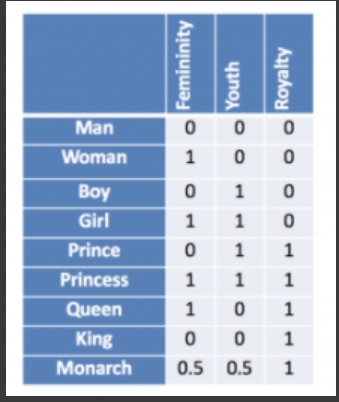 Femininity Youth Royalty
Man 0 0 0
Woman 1 0 0
Boy 0 1 0
Girl 1 1 0
Prince 0 1 1
Princess 1 1 1
Queen 1 0 1
King 0 0 1
Monarch 0.5 0.5 1